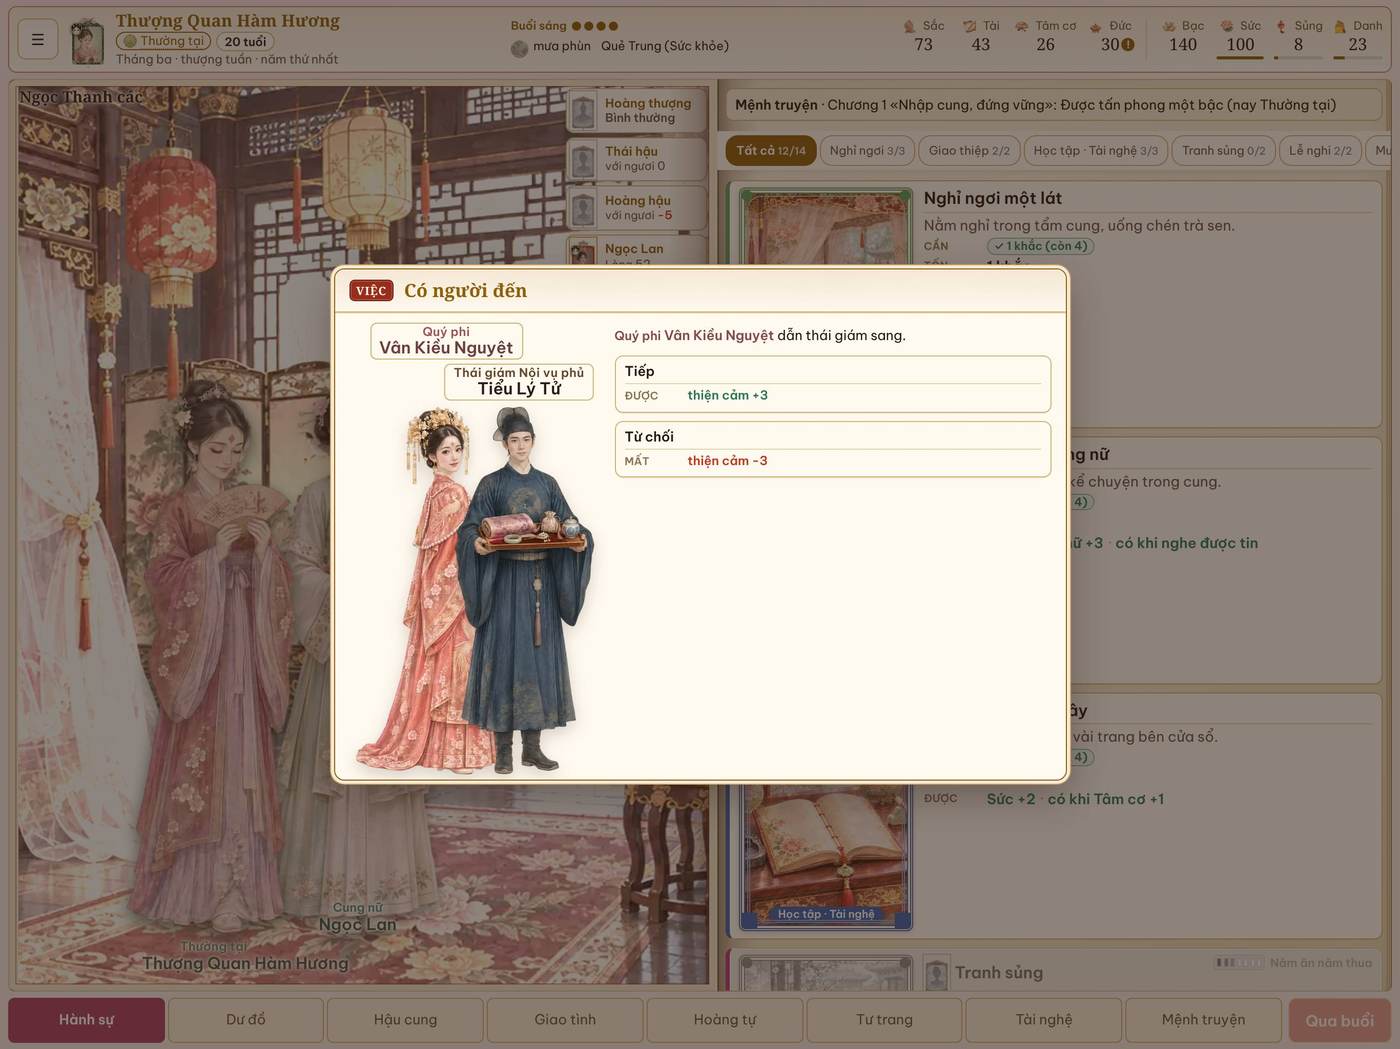 ☰
Thượng Quan Hàm Hương
Thường tại
20 tuổi
Tháng ba · thượng tuần · năm thứ nhất
Buổi sáng ●●●●
mưa phùn Quẻ Trung (Sức khỏe)
Sắc Tài Tâm cơ Đức Bạc Sức Sủng Danh
73 43 26 30 ! 140 100 8 23
Ngọc Thanh các
Hoàng thượng
Bình thường
Thái hậu
với ngươi 0
Hoàng hậu
với ngươi -5
Ngọc Lan
Mệnh truyện · Chương 1 «Nhập cung, đứng vững»: Được tấn phong một bậc (nay Thường tại)
Tất cả 12/14
Nghỉ ngơi 3/3
Giao thiệp 2/2
Học tập · Tài nghệ 3/3
Tranh sủng 0/2
Lễ nghi 2/2
Mu
Nghỉ ngơi một lát
Nằm nghỉ trong tẩm cung, uống chén trà sen.
CẦN ✓ 1 khắc (còn 4)
VIỆC Có người đến
Quý phi
Vân Kiều Nguyệt
Thái giám Nội vụ phủ
Tiểu Lý Tử
Quý phi Vân Kiều Nguyệt dẫn thái giám sang.
Tiếp
ĐƯỢC thiện cảm +3
Từ chối
MẤT thiện cảm -3
ng nữ
kể chuyện trong cung.
4)
nữ +3 · có khi nghe được tin
ây
vài trang bên cửa sổ.
4)
ĐƯỢC Sức +2 · có khi Tâm cơ +1
Học tập · Tài nghệ
Tranh sủng
Năm ăn năm thua
Cung nữ
Ngọc Lan
Thường tại
Thượng Quan Hàm Hương
Hành sự
Dư đồ
Hậu cung
Giao tình
Hoàng tự
Tư trang
Tài nghệ
Mệnh truyện
Qua buổi